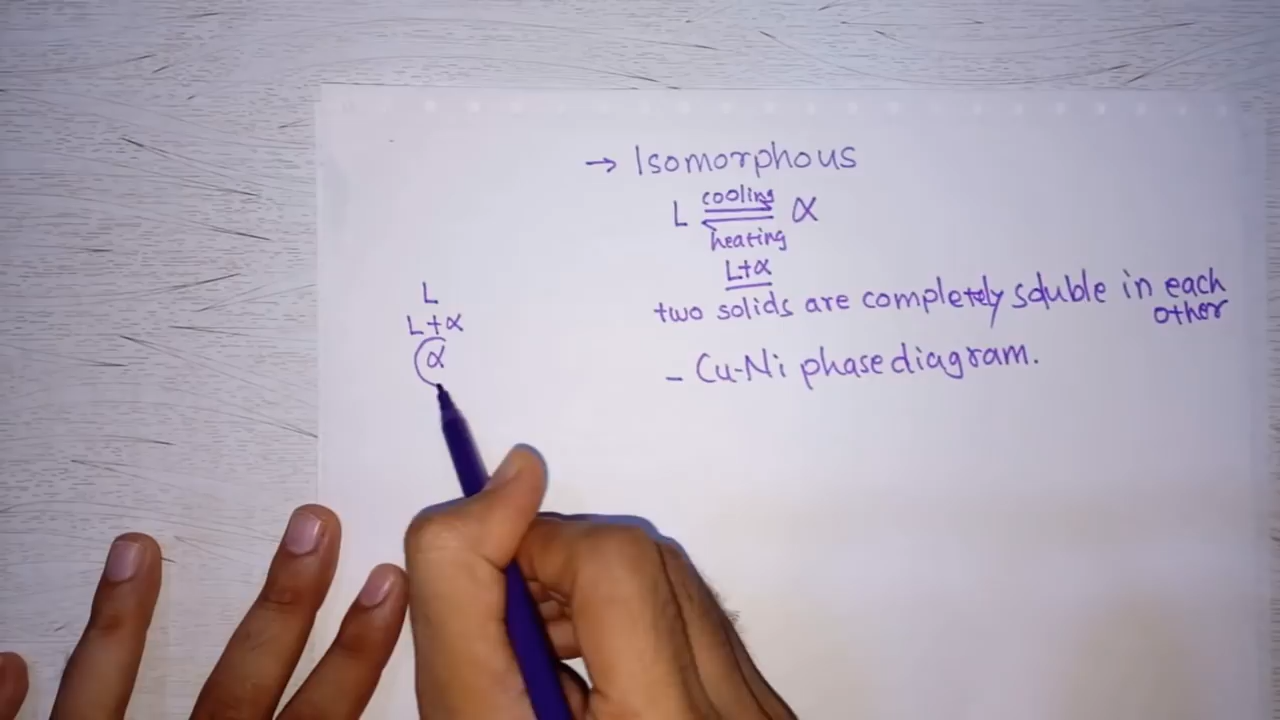 → Isomorphous
cooling
L ⇌ α
heating
L+α
two solids are completely soluble in each
other
- Cu-Ni phase diagram.
L
L+α
α